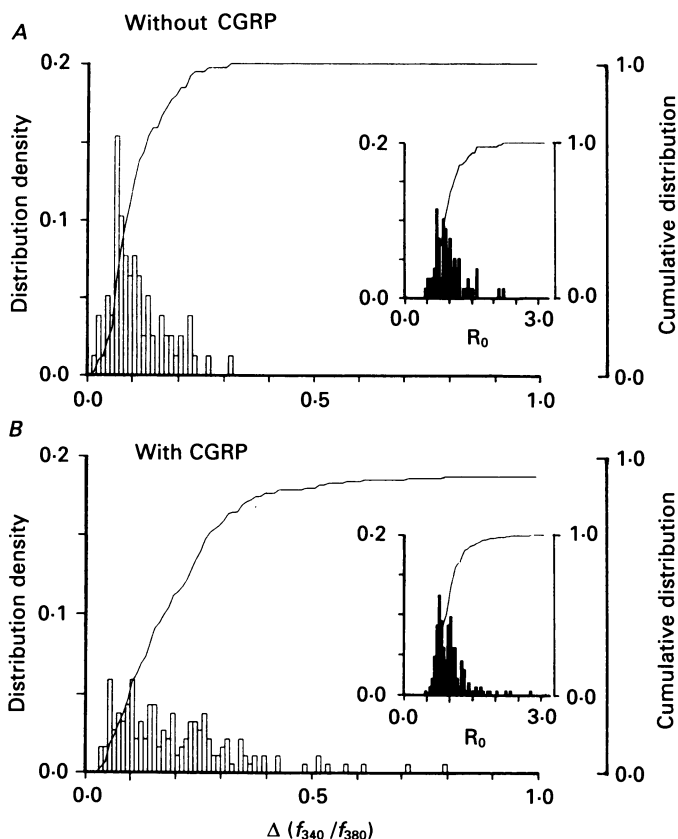 A
Without CGRP
0·2
0·1
0·0
Distribution density
0·0
0·5
1·0
1·0
0·0
Cumulative distribution
0·2
0·0
1·0
0·0
0·0
3·0
R₀
B
With CGRP
0·2
0·1
0·0
Distribution density
0·0
0·5
1·0
1·0
0·0
Cumulative distribution
0·2
0·0
1·0
0·0
0·0
3·0
R₀
Δ (f₃₄₀ /f₃₈₀)